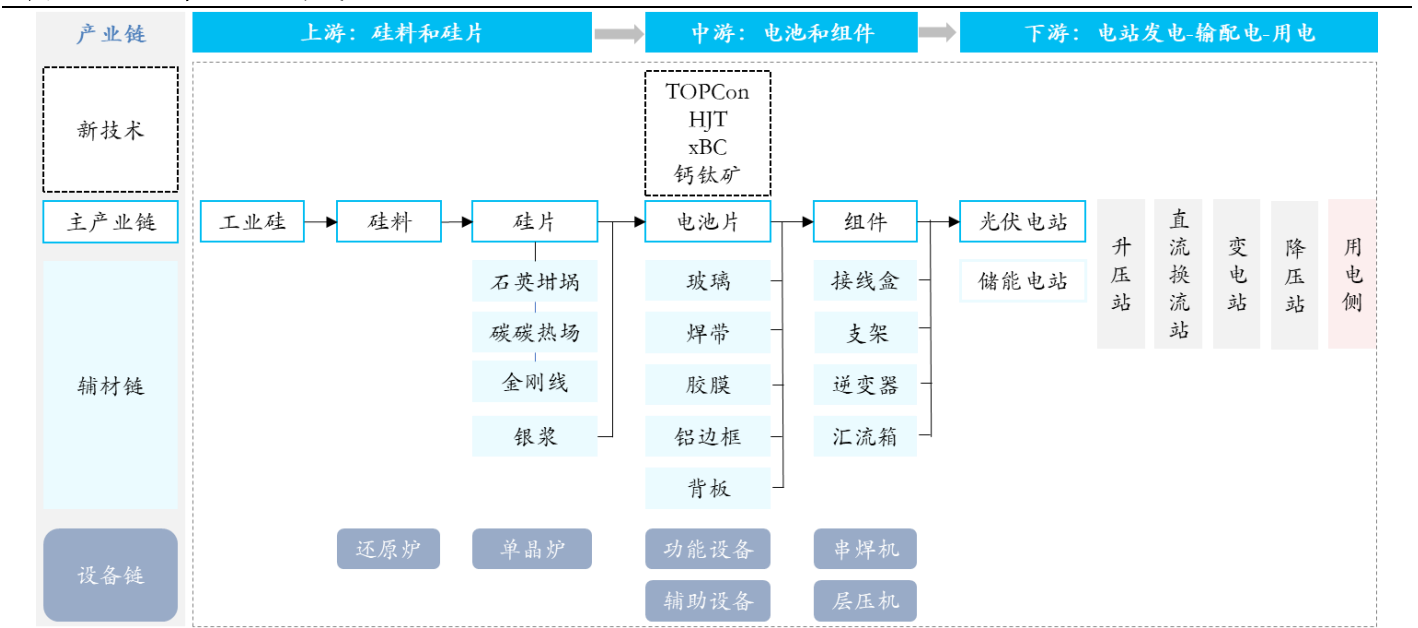 产业链
上游：硅料和硅片
中游：电池和组件
下游：电站发电-输配电-用电
新技术
TOPCon
HJT
xBC
钙钛矿
主产业链
工业硅
硅料
硅片
电池片
组件
光伏电站
升压站
直流换流站
变电站
降压站
用电侧
辅材链
石英坩埚
玻璃
接线盒
储能电站
碳碳热场
焊带
支架
金刚线
胶膜
逆变器
银浆
铝边框
汇流箱
背板
设备链
还原炉
单晶炉
功能设备
串焊机
辅助设备
层压机